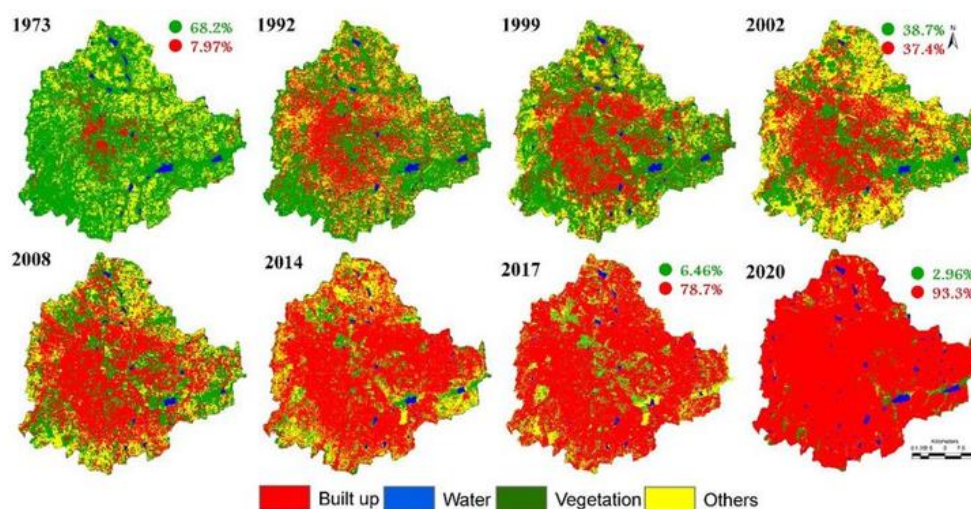 1973
68.2%
7.97%
1992
1999
2002
38.7%
37.4%
N
2008
2014
2017
6.46%
78.7%
2020
2.96%
93.3%
Kilometers
Built up
Water
Vegetation
Others